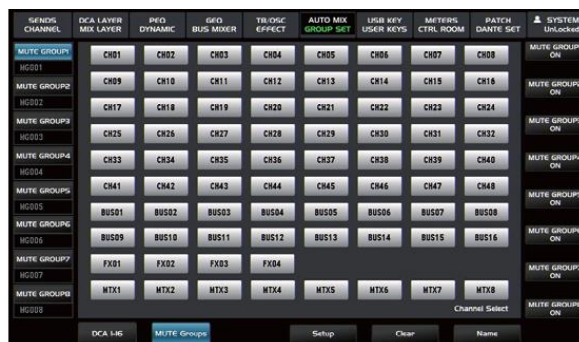 SENDS DCA LAYER PEQ GEQ TB/OSC AUTO MIX USB KEY METERS PATCH SYSTEM
CHANNEL MIX LAYER DYNAMIC BUS MIXER EFFECT GROUP SET USER KEYS CTRL ROOM DANTE SET UnLocked
MUTE GROUP1 CH01 CH02 CH03 CH04 CH05 CH06 CH07 CH08 MUTE GROUP
MG001 ON
MUTE GROUP2 CH09 CH10 CH11 CH12 CH13 CH14 CH15 CH16 MUTE GROUP
MG002 CH17 CH18 CH19 CH20 CH21 CH22 CH23 CH24 ON
MUTE GROUP3 CH25 CH26 CH27 CH28 CH29 CH30 CH31 CH32 MUTE GROUP
MG003 ON
MUTE GROUP4 CH33 CH34 CH35 CH36 CH37 CH38 CH39 CH40 MUTE GROUP
MG004 ON
MUTE GROUP5 CH41 CH42 CH43 CH44 CH45 CH46 CH47 CH48 MUTE GROUP
MG005 BUS01 BUS02 BUS03 BUS04 BUS05 BUS06 BUS07 BUS08 ON
MUTE GROUP6 BUS09 BUS10 BUS11 BUS12 BUS13 BUS14 BUS15 BUS16 MUTE GROUP
MG006 ON
MUTE GROUP7 FX01 FX02 FX03 FX04 MUTE GROUP
MG007 ON
MUTE GROUP8 MTX1 MTX2 MTX3 MTX4 MTX5 MTX6 MTX7 MTX8 MUTE GROUP
MG008 Channel Select ON
DCA 1-16 MUTE Groups Setup Clear Name